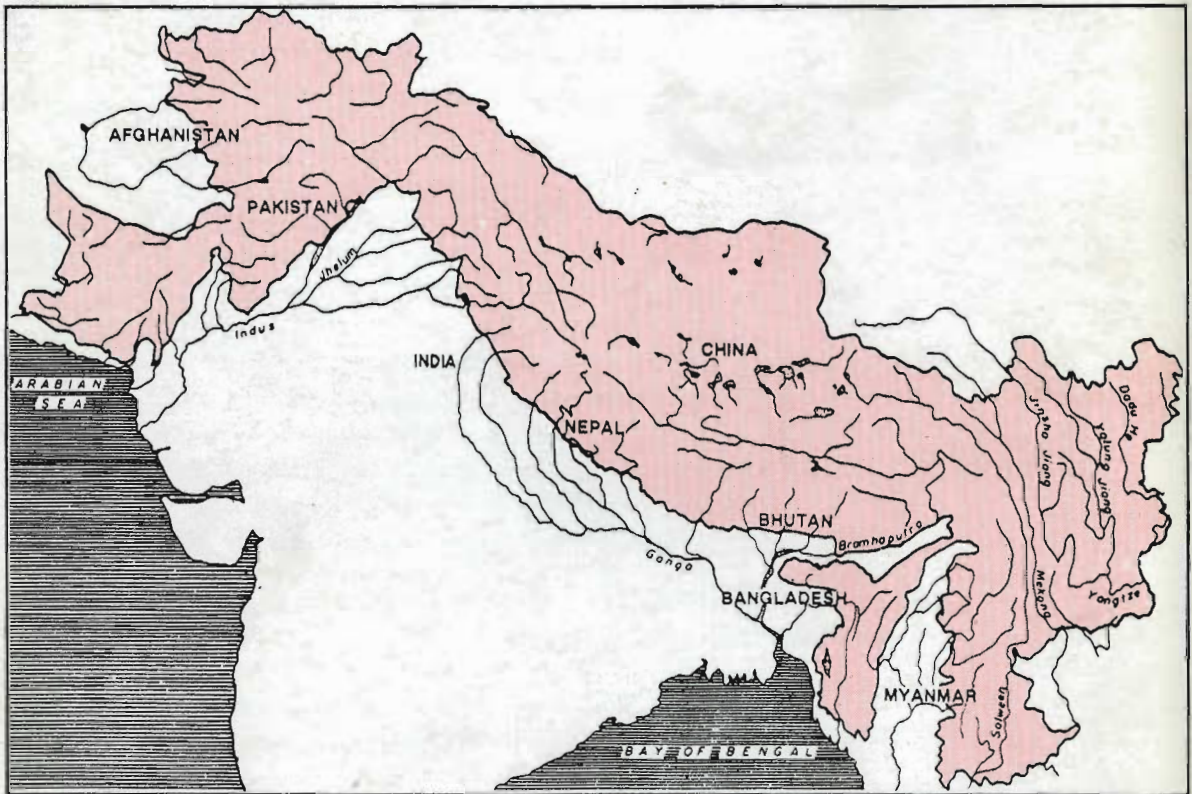 AFGHANISTAN
PAKISTAN
Jhelum
Indus
INDIA
ARABIAN
SEA
CHINA
NEPAL
Jinsha Jiang
Yalung Jiang
Dadu He
BHUTAN
Bramhaputra
Ganga
BANGLADESH
Mekong
Yangtze
MYANMAR
Salween
BAY OF BENGAL